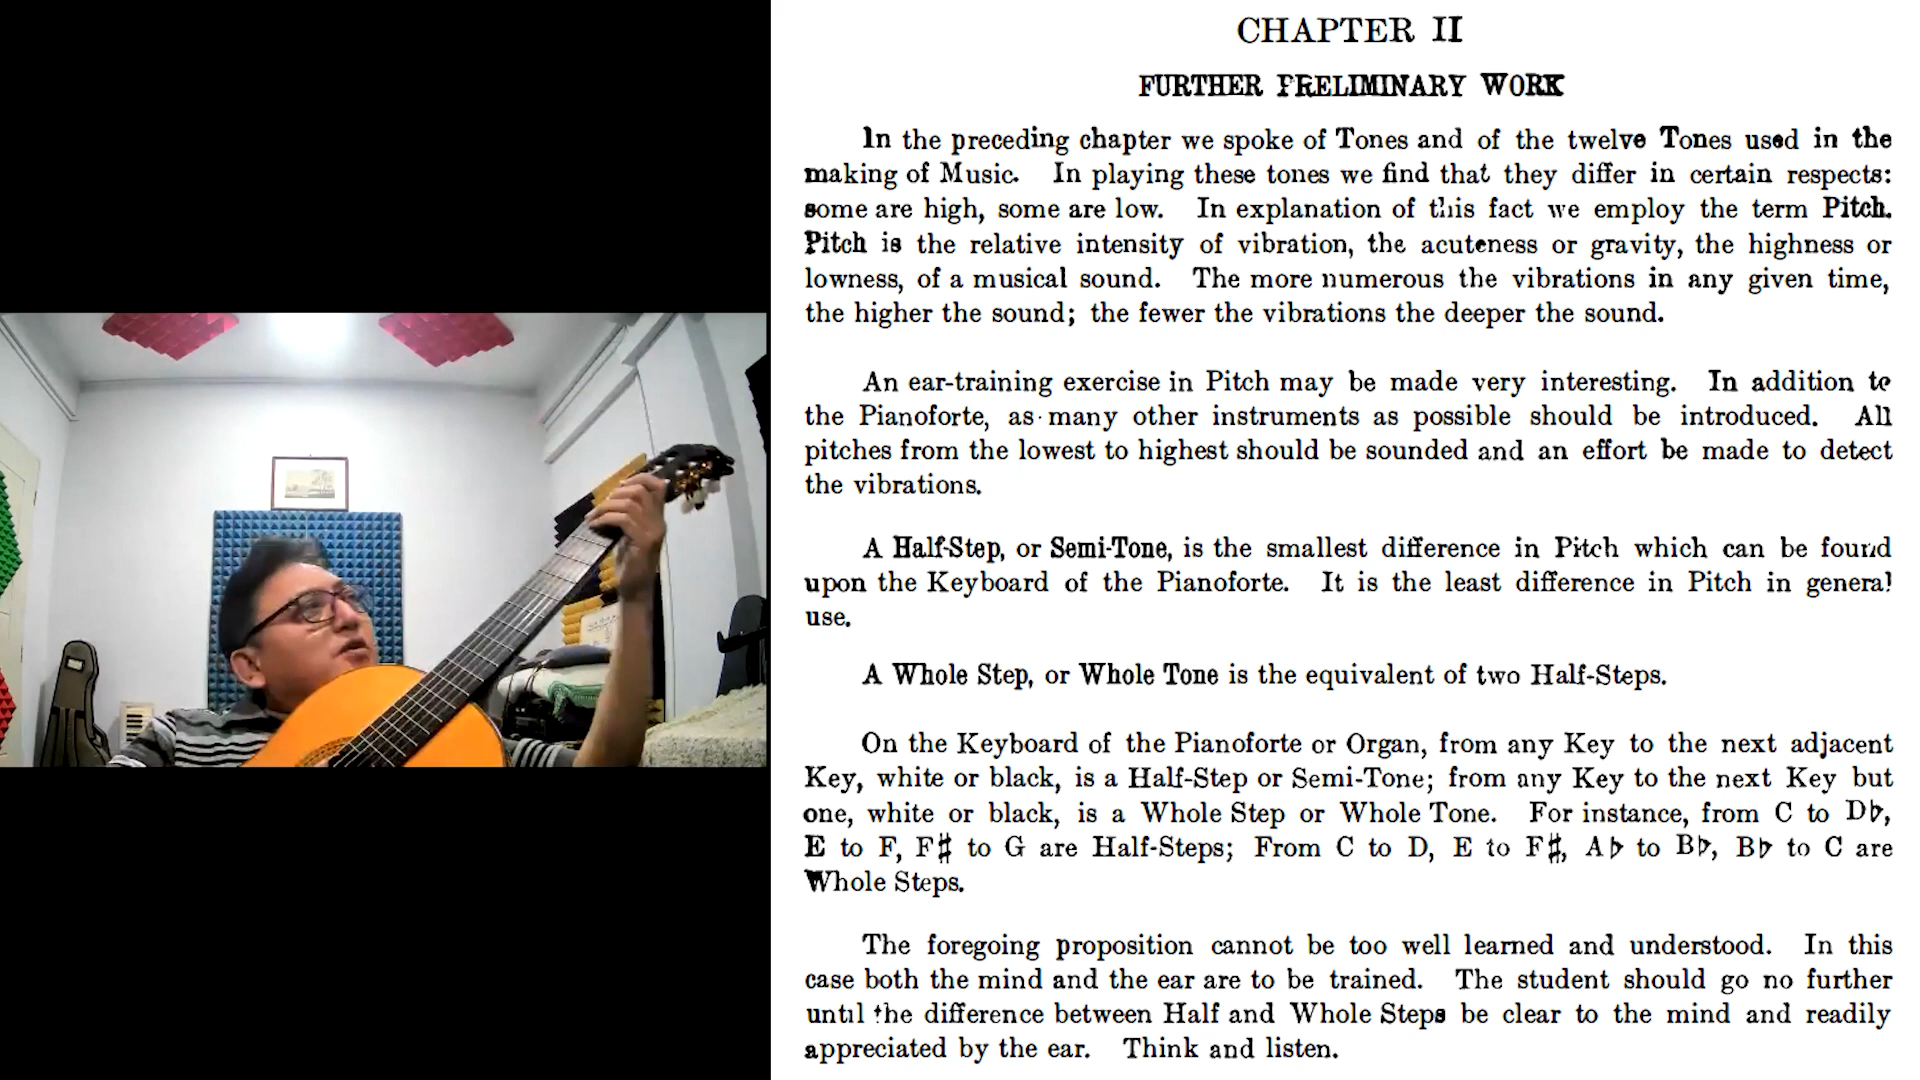 CHAPTER II
FURTHER PRELIMINARY WORK
In the preceding chapter we spoke of Tones and of the twelve Tones used in the
making of Music. In playing these tones we find that they differ in certain respects:
some are high, some are low. In explanation of this fact we employ the term Pitch.
Pitch is the relative intensity of vibration, the acuteness or gravity, the highness or
lowness, of a musical sound. The more numerous the vibrations in any given time,
the higher the sound; the fewer the vibrations the deeper the sound.
An ear-training exercise in Pitch may be made very interesting. In addition to
the Pianoforte, as many other instruments as possible should be introduced. All
pitches from the lowest to highest should be sounded and an effort be made to detect
the vibrations.
A Half-Step, or Semi-Tone, is the smallest difference in Pitch which can be found
upon the Keyboard of the Pianoforte. It is the least difference in Pitch in general
use.
A Whole Step, or Whole Tone is the equivalent of two Half-Steps.
On the Keyboard of the Pianoforte or Organ, from any Key to the next adjacent
Key, white or black, is a Half-Step or Semi-Tone; from any Key to the next Key but
one, white or black, is a Whole Step or Whole Tone. For instance, from C to D♭,
E to F, F♯ to G are Half-Steps; From C to D, E to F♯, A♭ to B♭, B♭ to C are
Whole Steps.
The foregoing proposition cannot be too well learned and understood. In this
case both the mind and the ear are to be trained. The student should go no further
until the difference between Half and Whole Steps be clear to the mind and readily
appreciated by the ear. Think and listen.